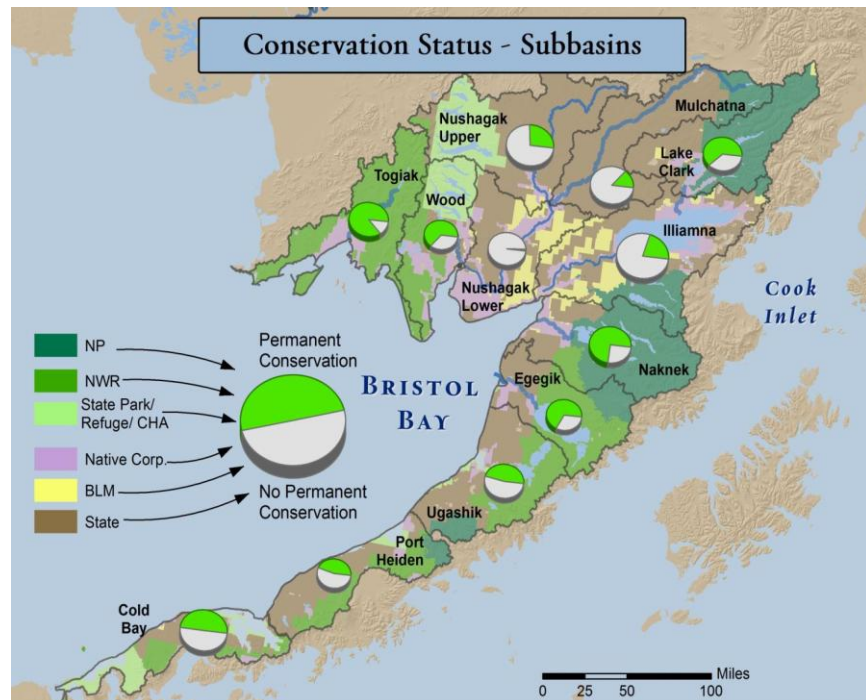 Conservation Status - Subbasins
Mulchatna
Nushagak
Upper
Lake
Clark
Togiak
Wood
Illiamna
Nushagak
Lower
Cook
Inlet
NP
NWR
State Park/
Refuge/ CHA
Native Corp.
BLM
State
Permanent
Conservation
No Permanent
Conservation
Bristol
Bay
Naknek
Egegik
Ugashik
Port
Heiden
Cold
Bay
Miles
0 25 50 100